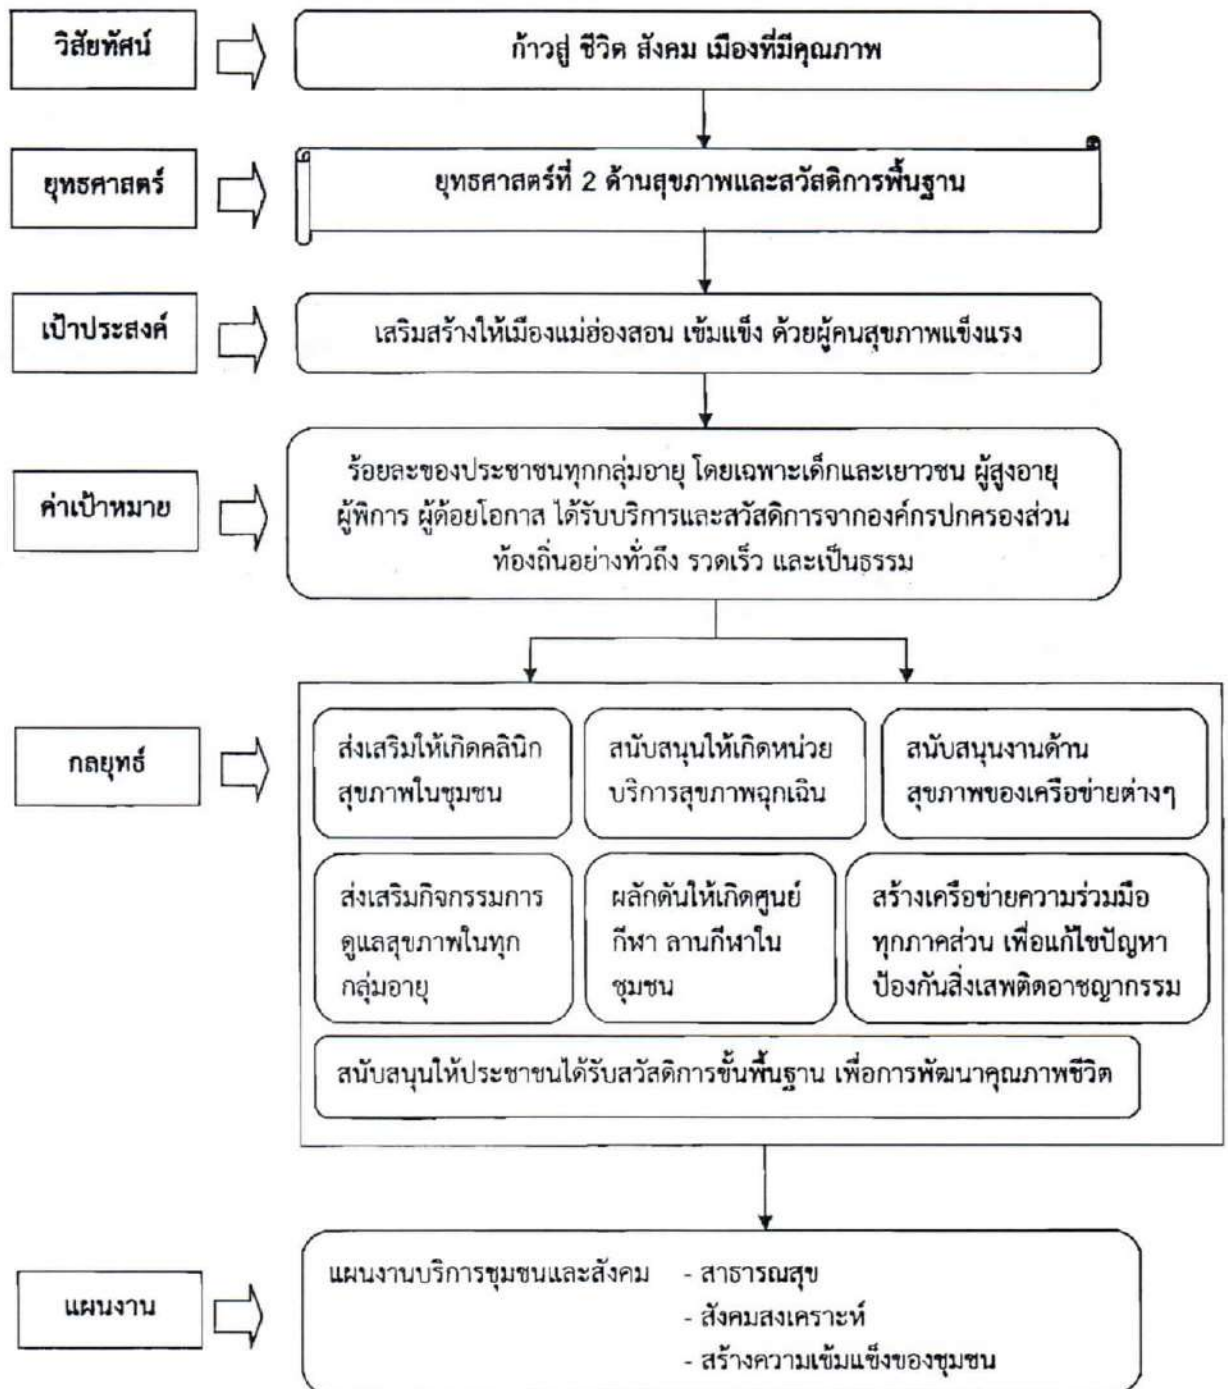 วิสัยทัศน์
ก้าวสู่ ชีวิต สังคม เมืองที่มีคุณภาพ
ยุทธศาสตร์
ยุทธศาสตร์ที่ 2 ด้านสุขภาพและสวัสดิการพื้นฐาน
เป้าประสงค์
เสริมสร้างให้เมืองแม่ฮ่องสอน เข้มแข็ง ด้วยผู้คนสุขภาพแข็งแรง
ค่าเป้าหมาย
ร้อยละของประชาชนทุกกลุ่มอายุ โดยเฉพาะเด็กและเยาวชน ผู้สูงอายุ
ผู้พิการ ผู้ด้อยโอกาส ได้รับบริการและสวัสดิการจากองค์กรปกครองส่วน
ท้องถิ่นอย่างทั่วถึง รวดเร็ว และเป็นธรรม
กลยุทธ์
ส่งเสริมให้เกิดคลินิก
สุขภาพในชุมชน
สนับสนุนให้เกิดหน่วย
บริการสุขภาพฉุกเฉิน
สนับสนุนงานด้าน
สุขภาพของเครือข่ายต่างๆ
ส่งเสริมกิจกรรมการ
ดูแลสุขภาพในทุก
กลุ่มอายุ
ผลักดันให้เกิดศูนย์
กีฬา ลานกีฬาใน
ชุมชน
สร้างเครือข่ายความร่วมมือ
ทุกภาคส่วน เพื่อแก้ไขปัญหา
ป้องกันสิ่งเสพติดอาชญากรรม
สนับสนุนให้ประชาชนได้รับสวัสดิการขั้นพื้นฐาน เพื่อการพัฒนาคุณภาพชีวิต
แผนงาน
แผนงานบริการชุมชนและสังคม - สาธารณสุข
- สังคมสงเคราะห์
- สร้างความเข้มแข็งของชุมชน